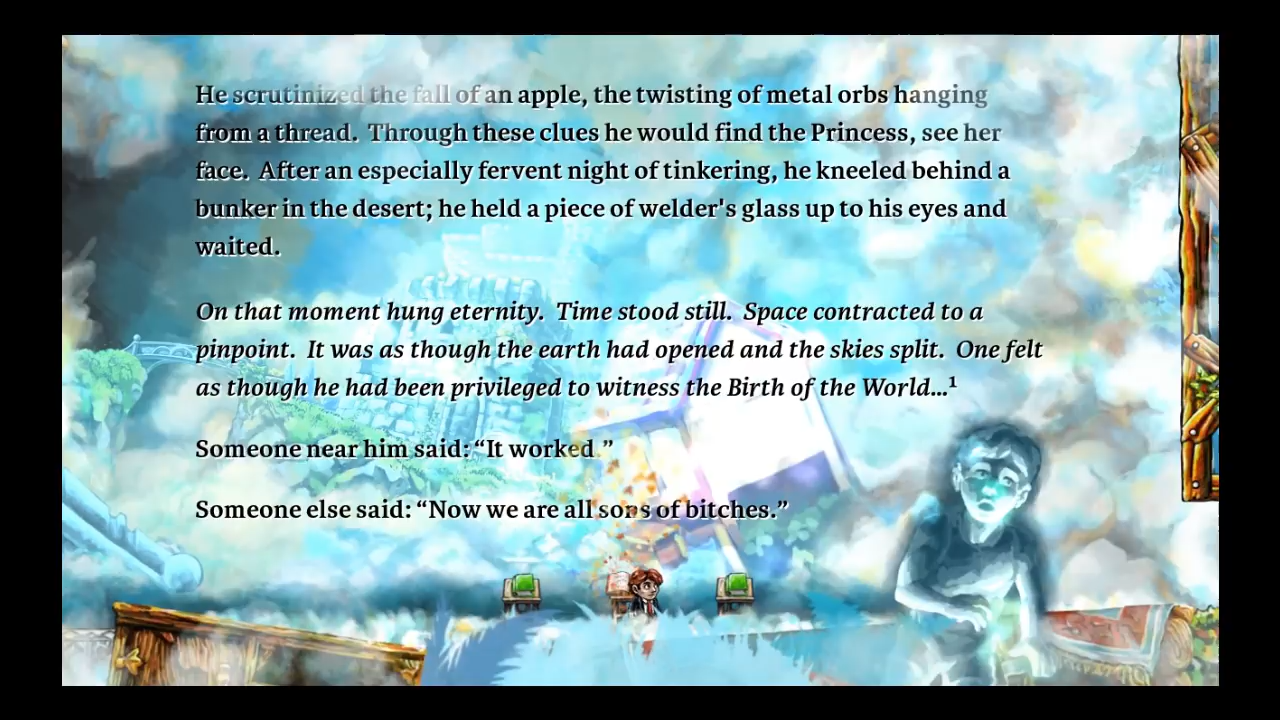 He scrutinized the fall of an apple, the twisting of metal orbs hanging
from a thread. Through these clues he would find the Princess, see her
face. After an especially fervent night of tinkering, he kneeled behind a
bunker in the desert; he held a piece of welder's glass up to his eyes and
waited.
On that moment hung eternity. Time stood still. Space contracted to a
pinpoint. It was as though the earth had opened and the skies split. One felt
as though he had been privileged to witness the Birth of the World...¹
Someone near him said: “It worked.”
Someone else said: “Now we are all sons of bitches.”